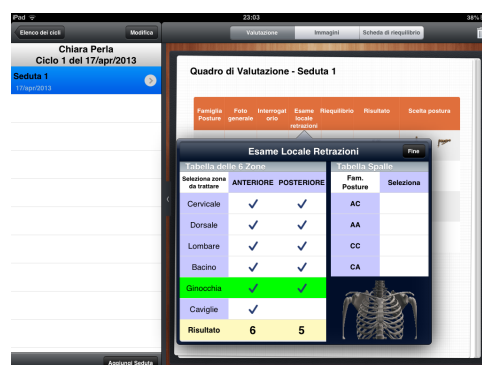 iPad
23:03
38%
Elenco dei cicli
Modifica
Valutazione
Immagini
Scheda di riequilibrio
Chiara Perla
Ciclo 1 del 17/apr/2013
Seduta 1
17/apr/2013
Quadro di Valutazione - Seduta 1
Famiglia Foto Interrogat Esame Riequilibrio Risultato Scelta postura
Posture generale orio locale
retrazioni
Esame Locale Retrazioni
Fine
Tabella delle 6 Zone
Tabella Spalle
Seleziona zona
da trattare
ANTERIORE POSTERIORE
Fam.
Posture
Seleziona
Cervicale
AC
Dorsale
AA
Lombare
CC
Bacino
CA
Ginocchia
Caviglie
Risultato 6 5
Aggiungi Seduta